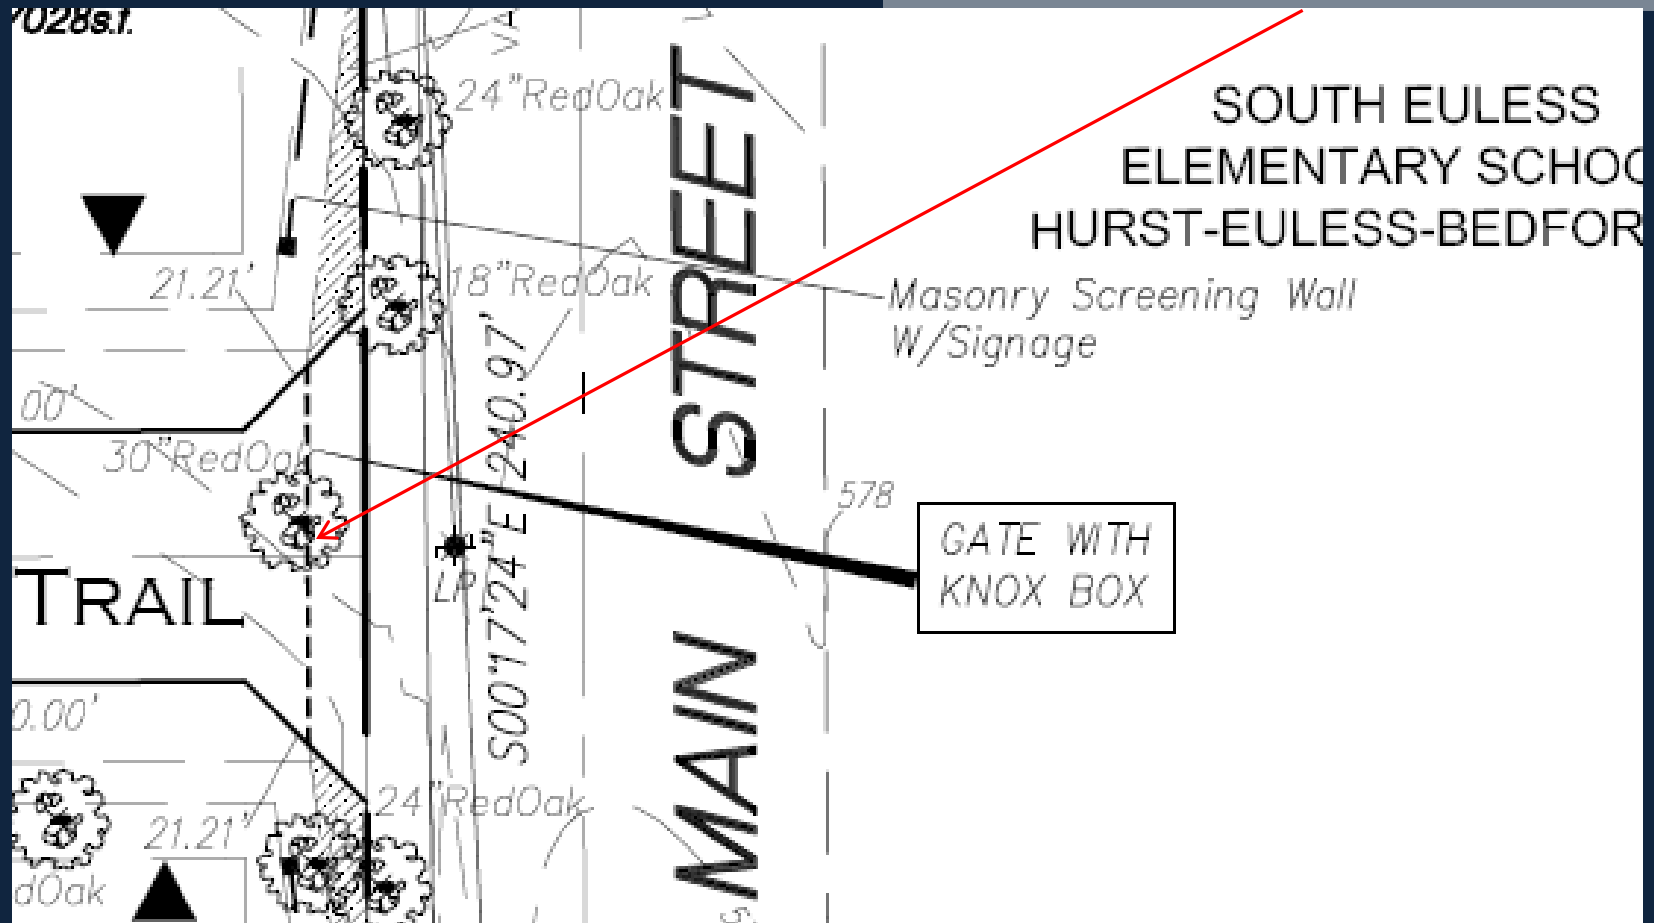 7028s.f.
24"RedOak
SOUTH EULESS
ELEMENTARY SCHOO
HURST-EULESS-BEDFOR
21.21'
18"RedOak
Masonry Screening Wall
W/Signage
STREET
00'
30"RedOak
S00°17'24"E 240.97'
578
GATE WITH
KNOX BOX
TRAIL
LP
MAIN
0.00'
24"RedOak
21.21'
dOak